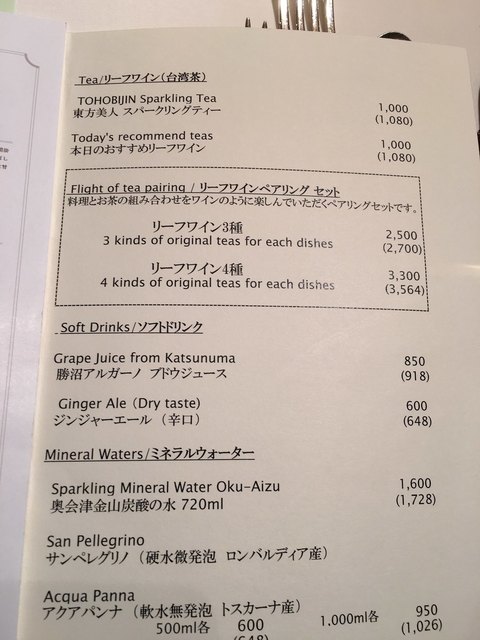 Tea/リーフワイン(台湾茶)
TOHOBIJIN Sparkling Tea
東方美人 スパークリングティー
1,000
(1,080)
Today's recommend teas
本日のおすすめリーフワイン
1,000
(1,080)
Flight of tea pairing / リーフワインペアリング セット
料理とお茶の組み合わせをワインのように楽しんでいただくペアリングセットです。
リーフワイン3種
3 kinds of original teas for each dishes
2,500
(2,700)
リーフワイン4種
4 kinds of original teas for each dishes
3,300
(3,564)
Soft Drinks/ソフトドリンク
Grape Juice from Katsunuma
勝沼アルガーノ ブドウジュース
850
(918)
Ginger Ale (Dry taste)
ジンジャーエール (辛口)
600
(648)
Mineral Waters/ミネラルウォーター
Sparkling Mineral Water Oku-Aizu
奥会津金山炭酸の水 720ml
1,600
(1,728)
San Pellegrino
サンペレグリノ (硬水微発泡 ロンバルディア産)
Acqua Panna
アクアパンナ (軟水無発泡 トスカーナ産)
500ml各 600 1,000ml各 950
(648) (1,026)